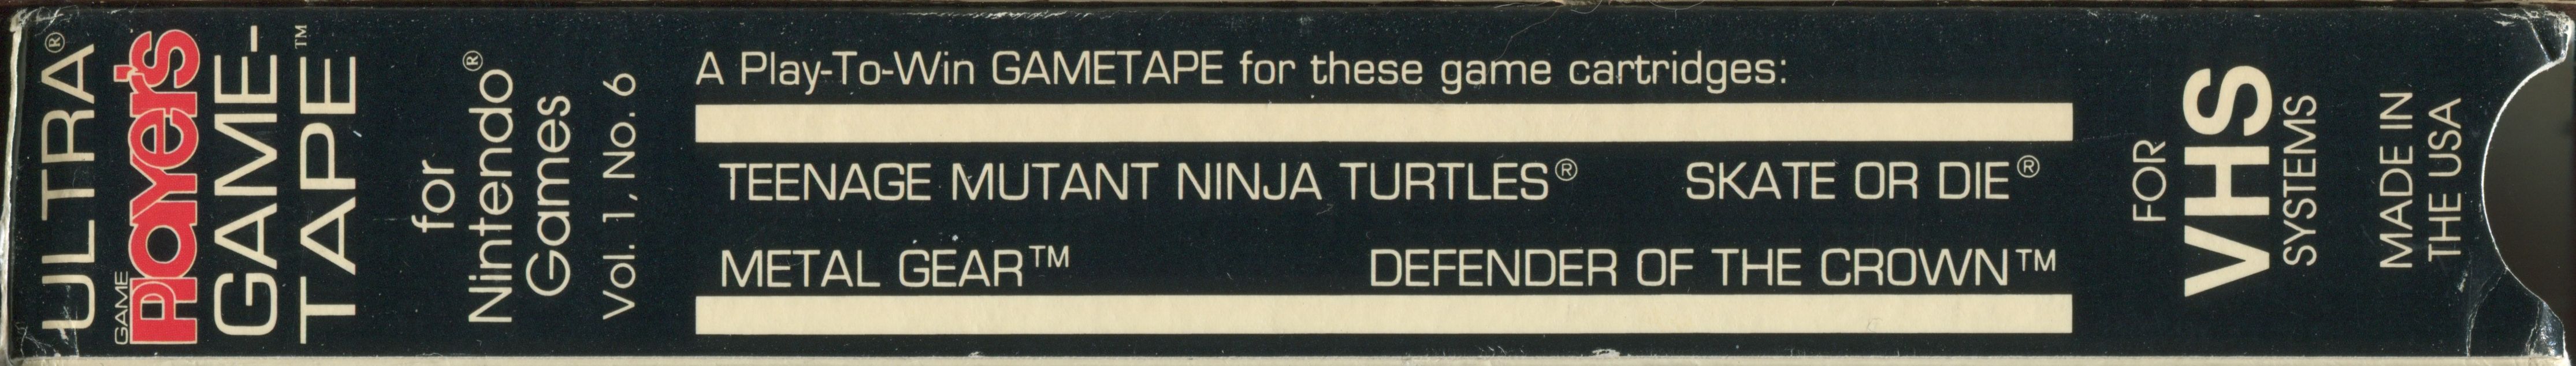 ULTRA®
GAME
Player's
GAME-
TAPE™
for
Nintendo®
Games
Vol. 1, No. 6
A Play-To-Win GAMETAPE for these game cartridges:
TEENAGE MUTANT NINJA TURTLES® SKATE OR DIE®
METAL GEAR™ DEFENDER OF THE CROWN™
FOR
VHS
SYSTEMS
MADE IN
THE USA